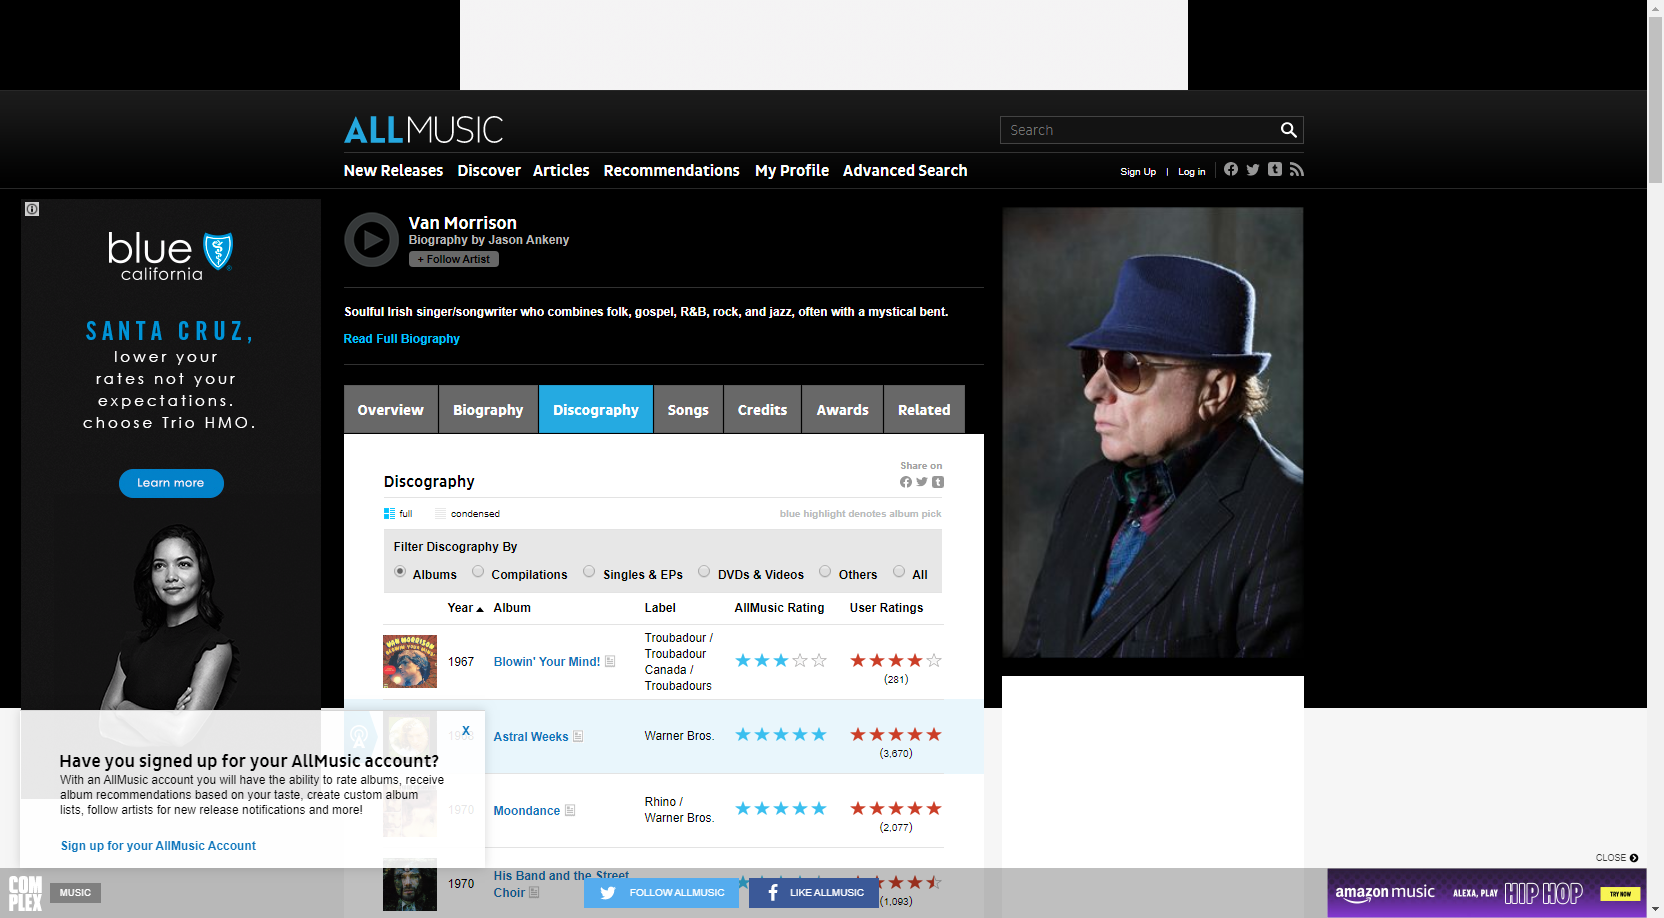 ALLMUSIC
Search
New Releases Discover Articles Recommendations My Profile Advanced Search
Sign Up | Log in
blue
california
SANTA CRUZ,
lower your
rates not your
expectations.
choose Trio HMO.
Learn more
Van Morrison
Biography by Jason Ankeny
+ Follow Artist
Soulful Irish singer/songwriter who combines folk, gospel, R&B, rock, and jazz, often with a mystical bent.
Read Full Biography
Overview Biography Discography Songs Credits Awards Related
Share on
Discography
full condensed blue highlight denotes album pick
Filter Discography By
Albums Compilations Singles & EPs DVDs & Videos Others All
Year Album Label AllMusic Rating User Ratings
VAN MORRISON
BLOWIN' YOUR MIND!
1967 Blowin' Your Mind! Troubadour /
Troubadour
Canada /
Troubadours
(281)
1968 Astral Weeks Warner Bros.
(3,670)
1970 Moondance Rhino /
Warner Bros.
(2,077)
1970 His Band and the Street
Choir
(1,093)
X
Have you signed up for your AllMusic account?
With an AllMusic account you will have the ability to rate albums, receive
album recommendations based on your taste, create custom album
lists, follow artists for new release notifications and more!
Sign up for your AllMusic Account
COMPLEX
MUSIC
FOLLOW ALLMUSIC
LIKE ALLMUSIC
CLOSE
amazon music ALEXA, PLAY HIP HOP TRY NOW